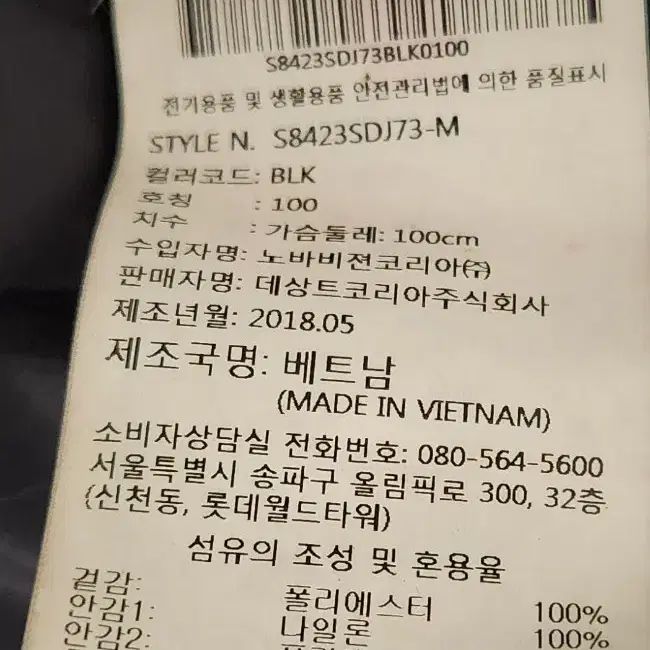 S8423SDJ73BLK0100
전기용품 및 생활용품 안전관리법에 의한 품질표시
STYLE N. S8423SDJ73-M
컬러코드: BLK
호칭 : 100
치수 : 가슴둘레: 100cm
수입자명: 노바비젼코리아㈜
판매자명: 데상트코리아주식회사
제조년월: 2018.05
제조국명: 베트남
(MADE IN VIETNAM)
소비자상담실 전화번호: 080-564-5600
서울특별시 송파구 올림픽로 300, 32층
(신천동, 롯데월드타워)
섬유의 조성 및 혼용율
겉감: 폴리에스터 100%
안감1: 나일론 100%
안감2: